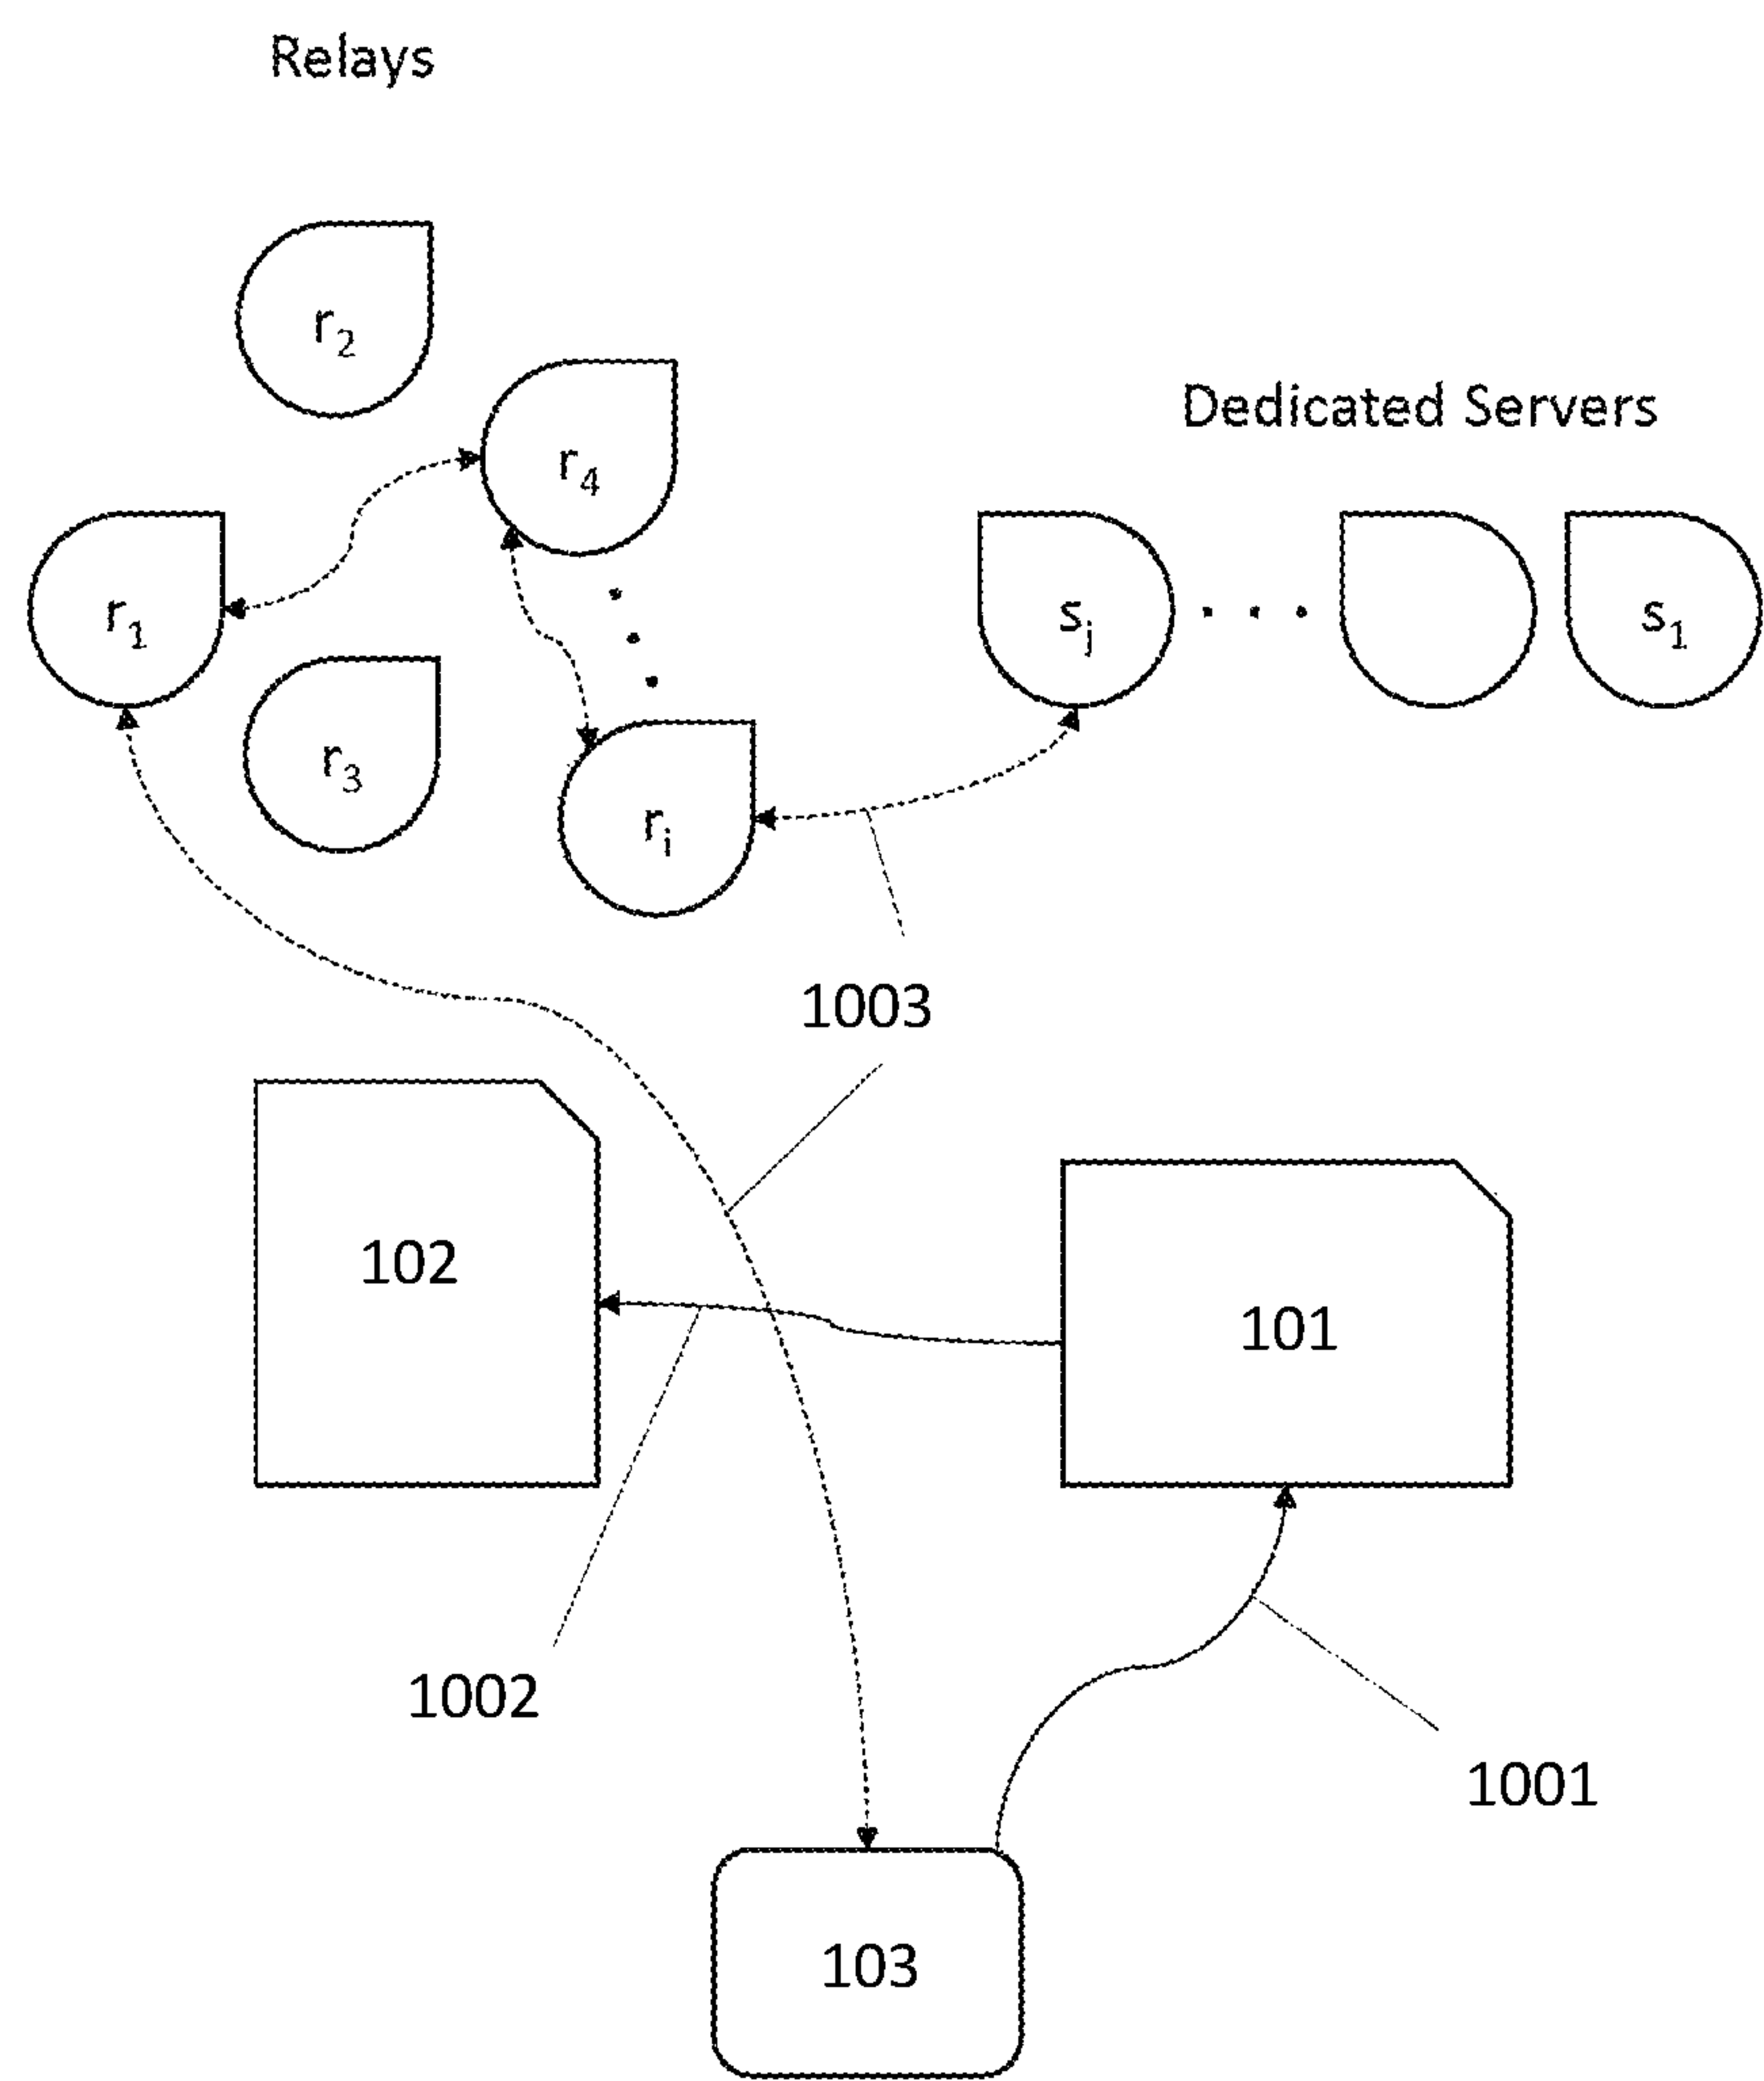 Relays
r2
r4
Dedicated Servers
r1
sj
s1
r3
ri
1003
102
101
1002
1001
103